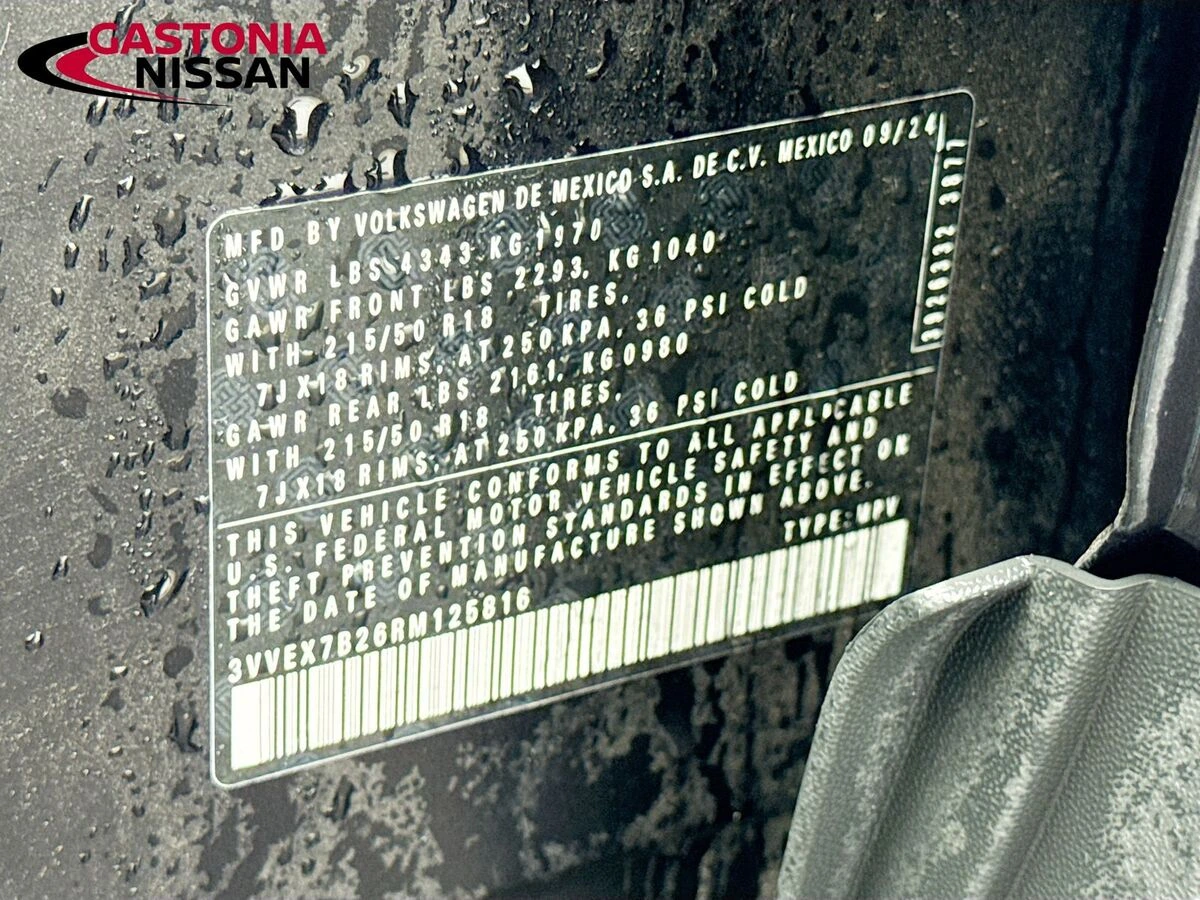 GASTONIA
NISSAN
MFD BY VOLKSWAGEN DE MEXICO S.A. DE C.V. MEXICO 09/24
GVWR LBS 4343 KG 1970
GAWR FRONT LBS 2293, KG 1040
WITH 215/50 R18 TIRES,
7JX18 RIMS, AT 250 KPA, 36 PSI COLD
GAWR REAR LBS 2161, KG 0980
WITH 215/50 R18 TIRES,
7JX18 RIMS, AT 250 KPA, 36 PSI COLD
THIS VEHICLE CONFORMS TO ALL APPLICABLE
U.S. FEDERAL MOTOR VEHICLE SAFETY AND
THEFT PREVENTION STANDARDS IN EFFECT ON
THE DATE OF MANUFACTURE SHOWN ABOVE.
TYPE: MPV
3VVEX7B26RM125816